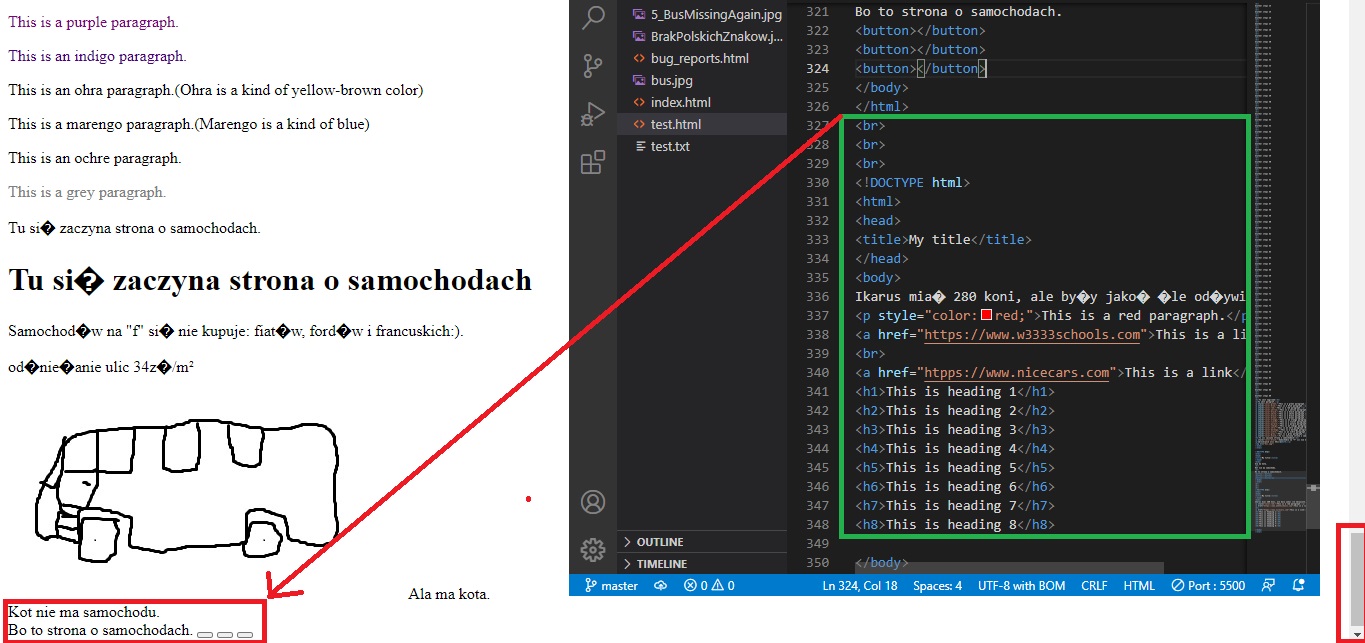 This is a purple paragraph.
This is an indigo paragraph.
This is an ohra paragraph.(Ohra is a kind of yellow-brown color)
This is a marengo paragraph.(Marengo is a kind of blue)
This is an ochre paragraph.
This is a grey paragraph.
Tu si� zaczyna strona o samochodach.
Tu si� zaczyna strona o samochodach
Samochod�w na "f" si� nie kupuje: fiat�w, ford�w i francuskich:).
od�nie�anie ulic 34z�/m²
Ala ma kota.
Kot nie ma samochodu.
Bo to strona o samochodach.
5_BusMissingAgain.jpg
BrakPolskichZnakow.j...
bug_reports.html
bus.jpg
index.html
test.html
test.txt
OUTLINE
TIMELINE
321 Bo to strona o samochodach.
322 <button></button>
323 <button></button>
324 <button></button>
325 </body>
326 </html>
327 <br>
328 <br>
329 <br>
330 <!DOCTYPE html>
331 <html>
332 <head>
333 <title>My title</title>
334 </head>
335 <body>
336 Ikarus mia� 280 koni, ale by�y jako� �le od�ywi
337 <p style="color:red;">This is a red paragraph.</p
338 <a href="https://www.w3333schools.com">This is a li
339 <br>
340 <a href="htpps://www.nicecars.com">This is a link</
341 <h1>This is heading 1</h1>
342 <h2>This is heading 2</h2>
343 <h3>This is heading 3</h3>
344 <h4>This is heading 4</h4>
345 <h5>This is heading 5</h5>
346 <h6>This is heading 6</h6>
347 <h7>This is heading 7</h7>
348 <h8>This is heading 8</h8>
349
350 </body>
master 0 0 Ln 324, Col 18 Spaces: 4 UTF-8 with BOM CRLF HTML Port : 5500